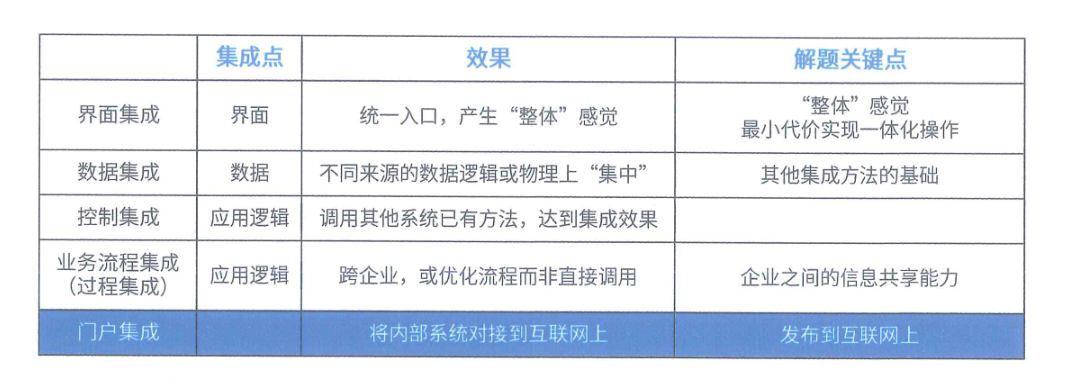 集成点 效果 解题关键点
界面集成 界面 统一入口，产生“整体”感觉 “整体”感觉
最小代价实现一体化操作
数据集成 数据 不同来源的数据逻辑或物理上“集中” 其他集成方法的基础
控制集成 应用逻辑 调用其他系统已有方法，达到集成效果
业务流程集成
（过程集成） 应用逻辑 跨企业，或优化流程而非直接调用 企业之间的信息共享能力
门户集成 将内部系统对接到互联网上 发布到互联网上